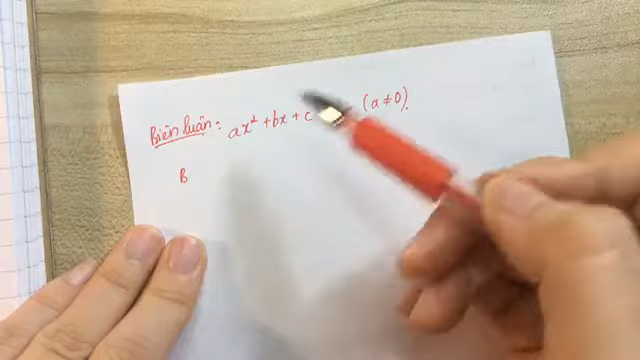 Biện luận: ax² + bx + c (a ≠ 0).
B